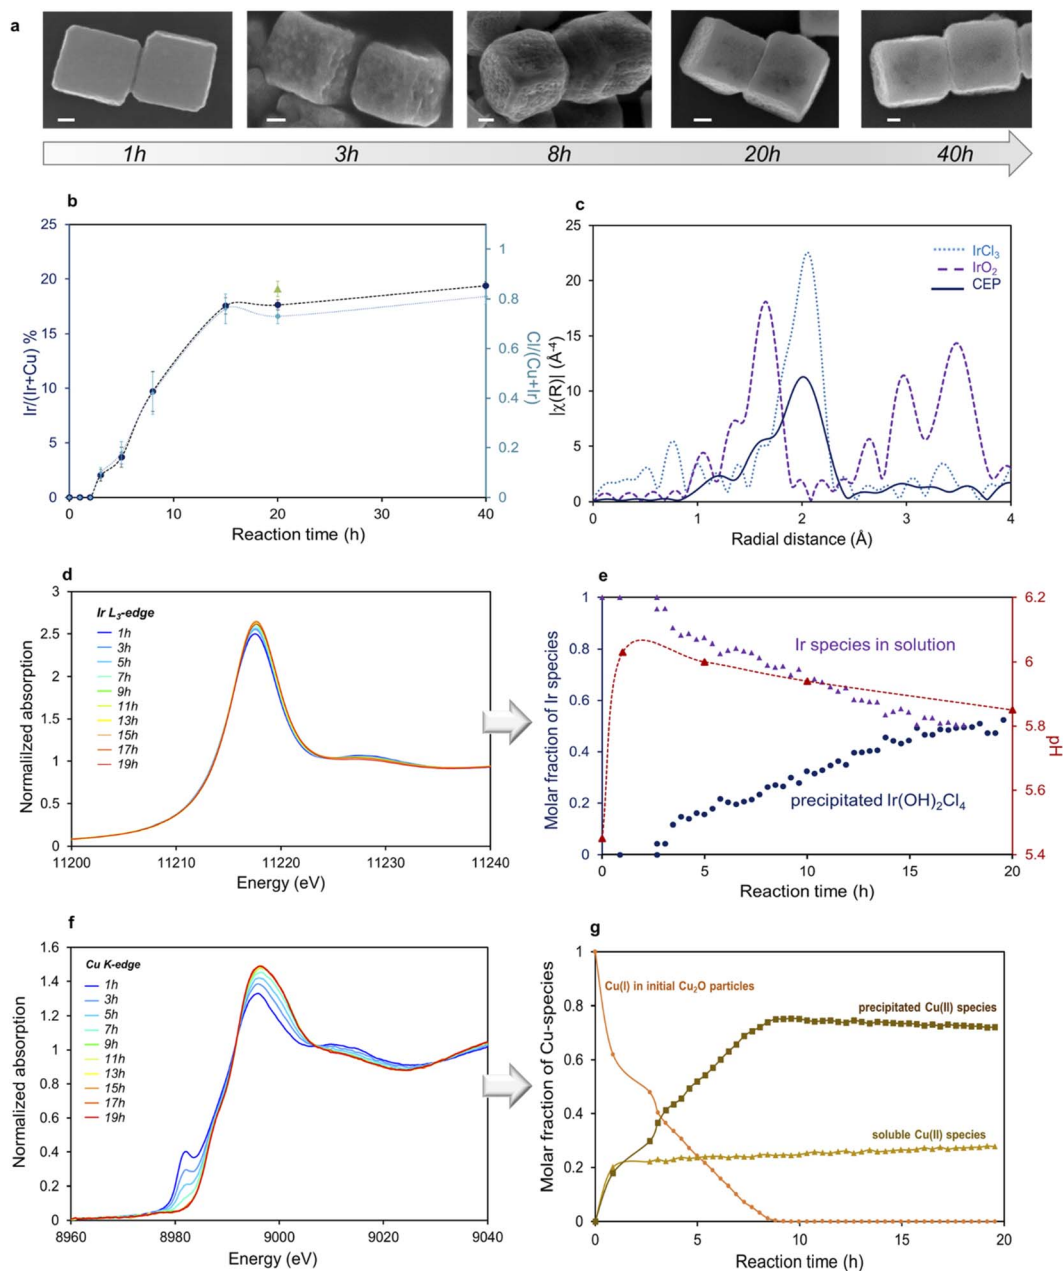 a
1h 3h 8h 20h 40h
b
25
20
15
10
5
0
Ir/(Ir+Cu) %
1
0.8
0.6
0.4
0.2
0
Cl/(Cu+Ir)
0 10 20 30 40
Reaction time (h)
c
25
20
15
10
5
0
|χ(R)| (Å-4)
IrCl3
IrO2
CEP
0 1 2 3 4
Radial distance (Å)
d
3
2.5
2
1.5
1
0.5
0
Normalized absorption
Ir L3-edge
1h
3h
5h
7h
9h
11h
13h
15h
17h
19h
11200 11210 11220 11230 11240
Energy (eV)
e
1
0.8
0.6
0.4
0.2
0
Molar fraction of Ir species
Ir species in solution
precipitated Ir(OH)2Cl4
6.2
6
5.8
5.6
5.4
pH
0 5 10 15 20
Reaction time (h)
f
1.6
1.4
1.2
1
0.8
0.6
0.4
0.2
0
Normalized absorption
Cu K-edge
1h
3h
5h
7h
9h
11h
13h
15h
17h
19h
8960 8980 9000 9020 9040
Energy (eV)
g
1
0.8
0.6
0.4
0.2
0
Molar fraction of Cu-species
Cu(I) in initial Cu2O particles
precipitated Cu(II) species
soluble Cu(II) species
0 5 10 15 20
Reaction time (h)